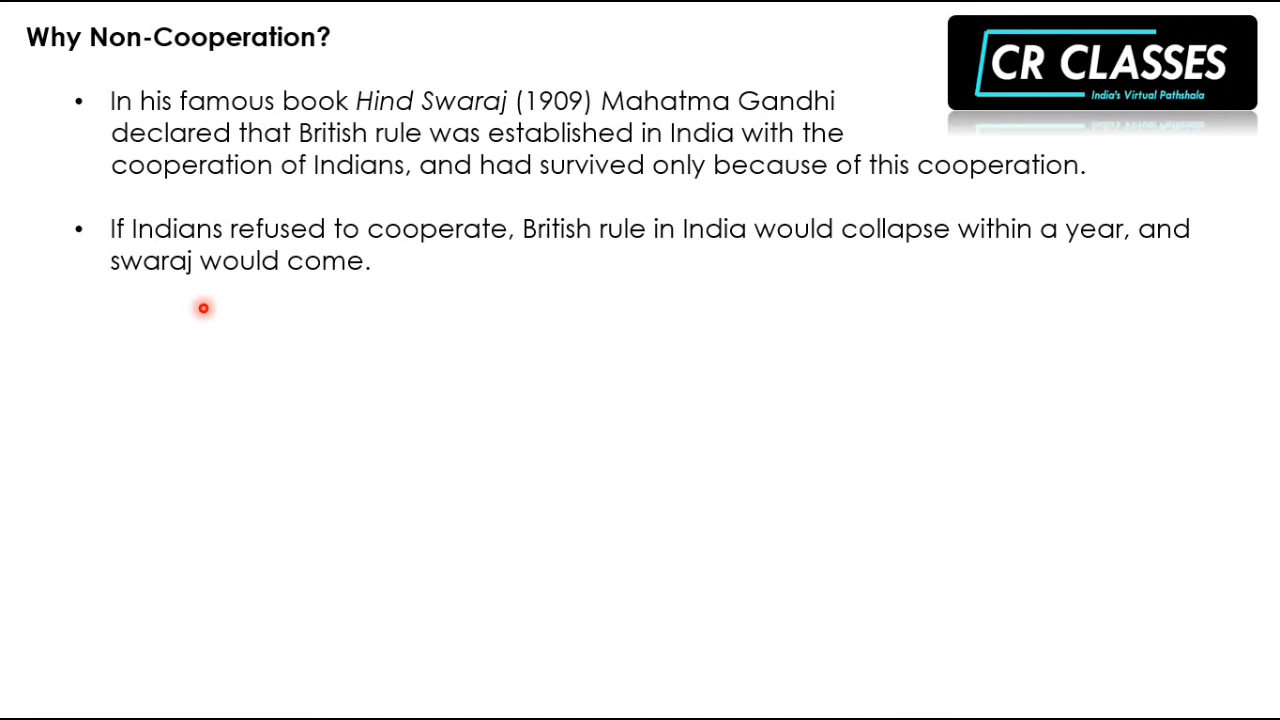 Why Non-Cooperation?
CR CLASSES
India's Virtual Pathshala
• In his famous book Hind Swaraj (1909) Mahatma Gandhi
declared that British rule was established in India with the
cooperation of Indians, and had survived only because of this cooperation.
• If Indians refused to cooperate, British rule in India would collapse within a year, and
swaraj would come.